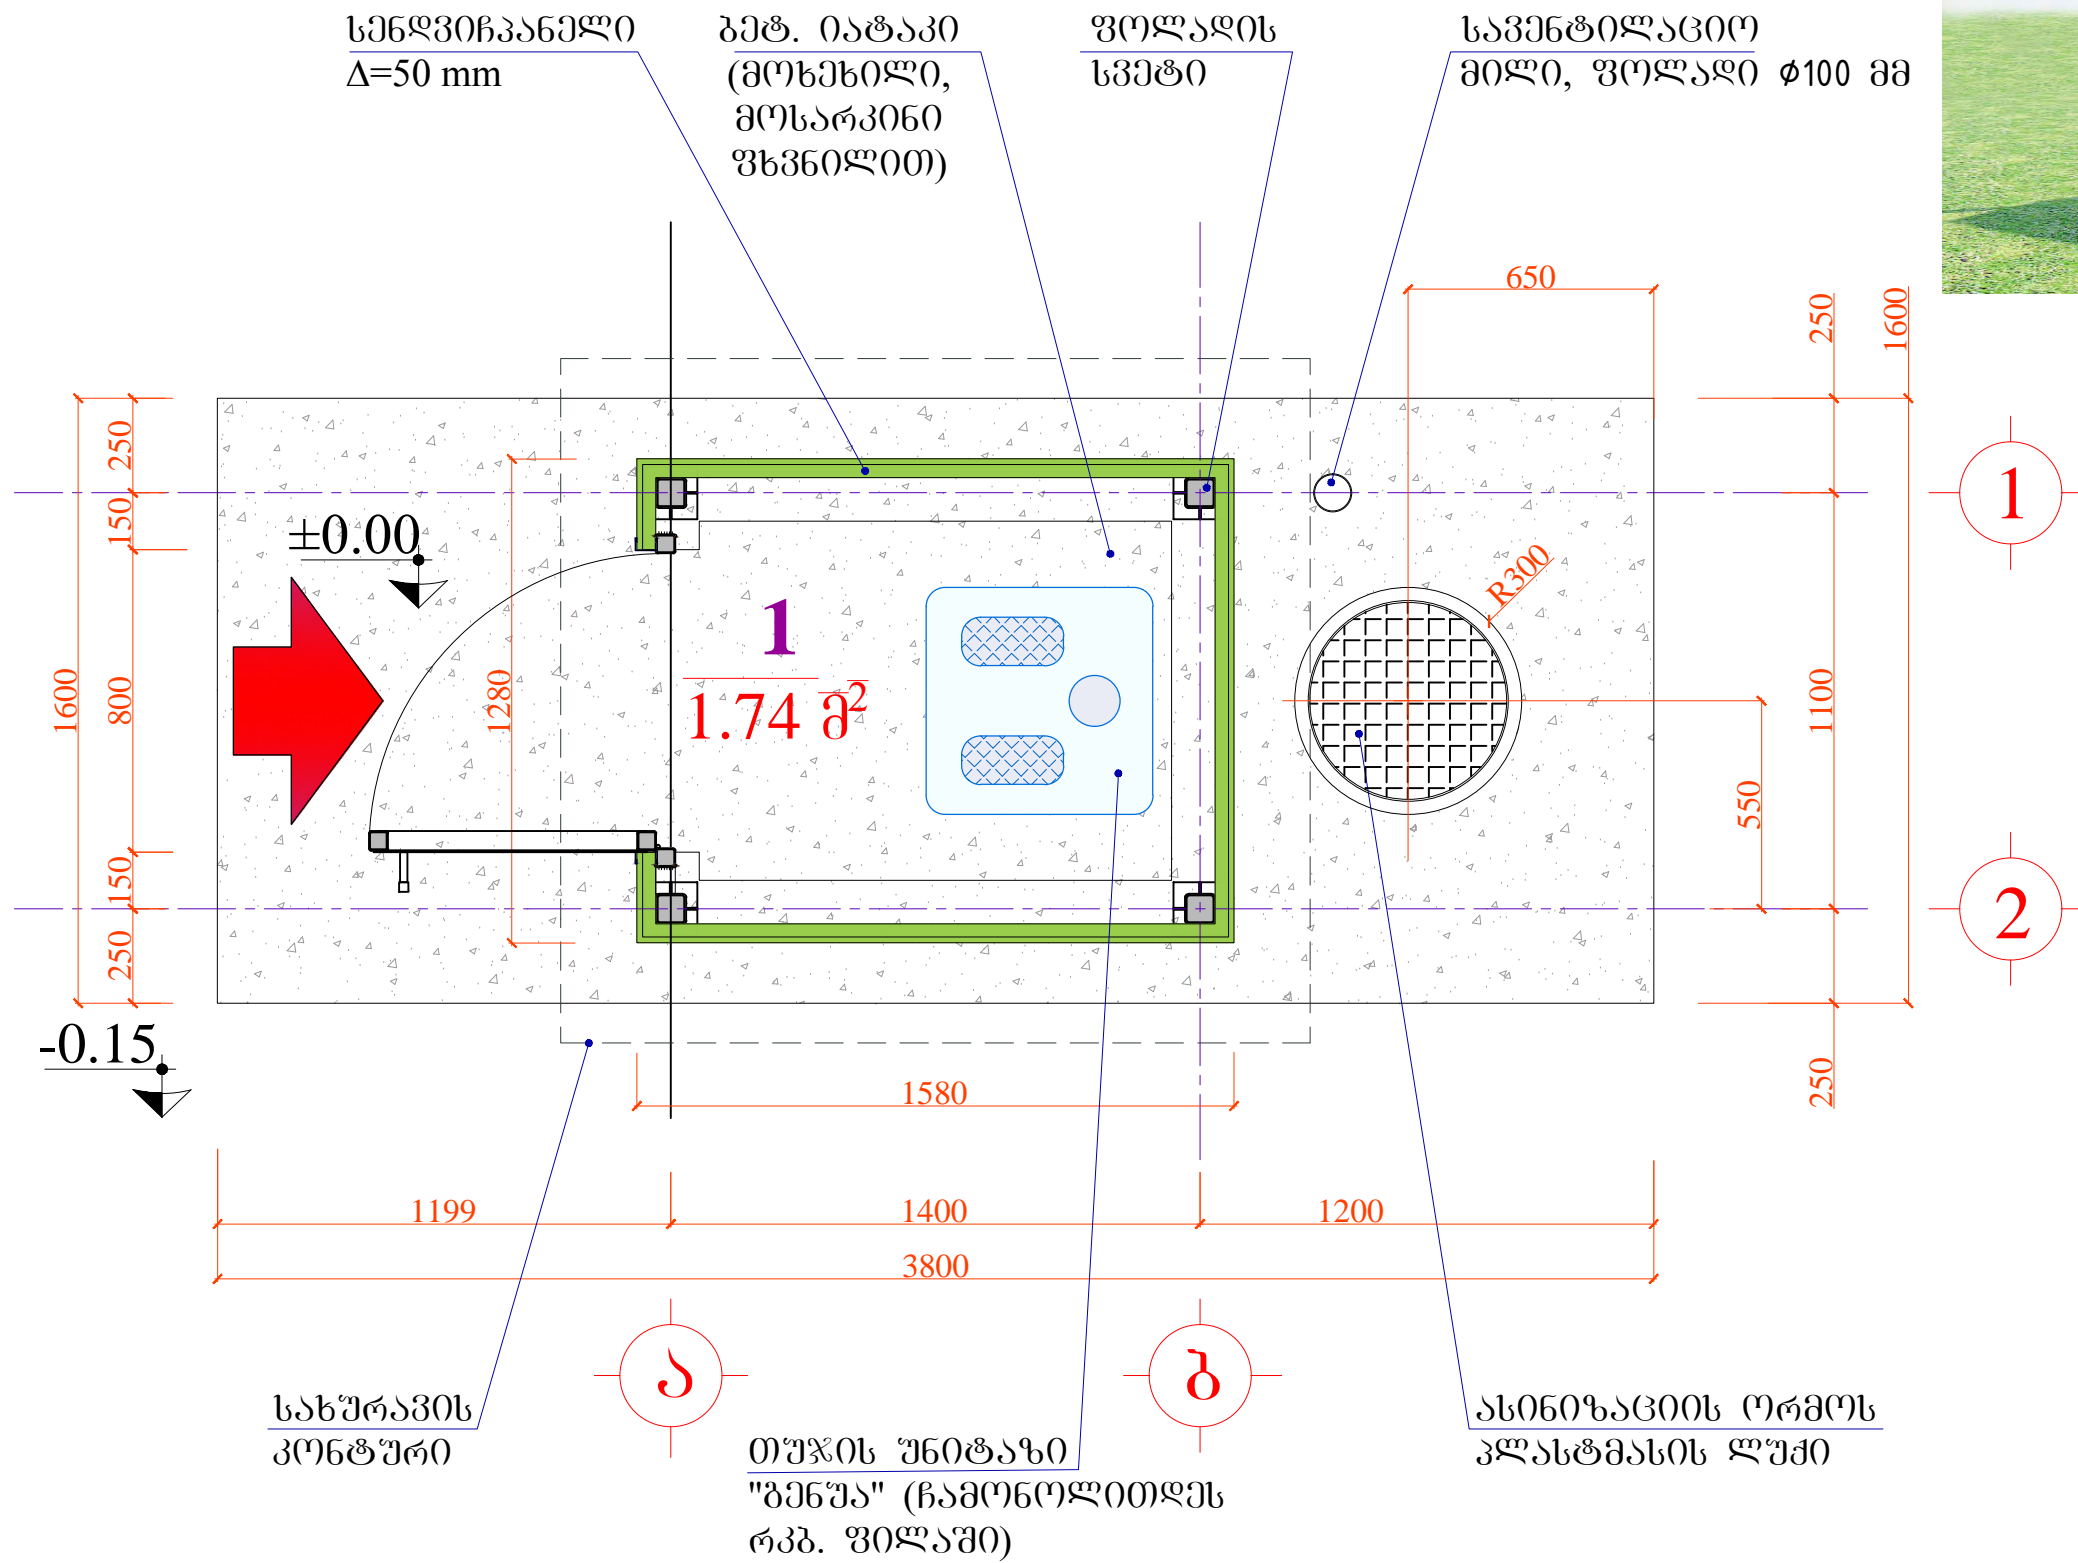 სენდვიჩპანელი
Δ=50 mm
ბეტ. იატაკი
(მოხეხილი,
მოსარკინი
ფხვნილით)
ფოლადის
სვეტი
სავენტილაციო
მილი, ფოლადი Φ100 მმ
650
250
1600
250
150
±0.00
1
1.74 მ²
R300
1
1600
800
1280
1100
550
150
250
2
-0.15
250
1580
1199
1400
1200
3800
ა
ბ
სახურავის
კონტური
თუჯის უნიტაზი
"გენუა" (ჩამონოლითდეს
რკბ. ფილაში)
ასინიზაციის ორმოს
პლასტმასის ლუქი